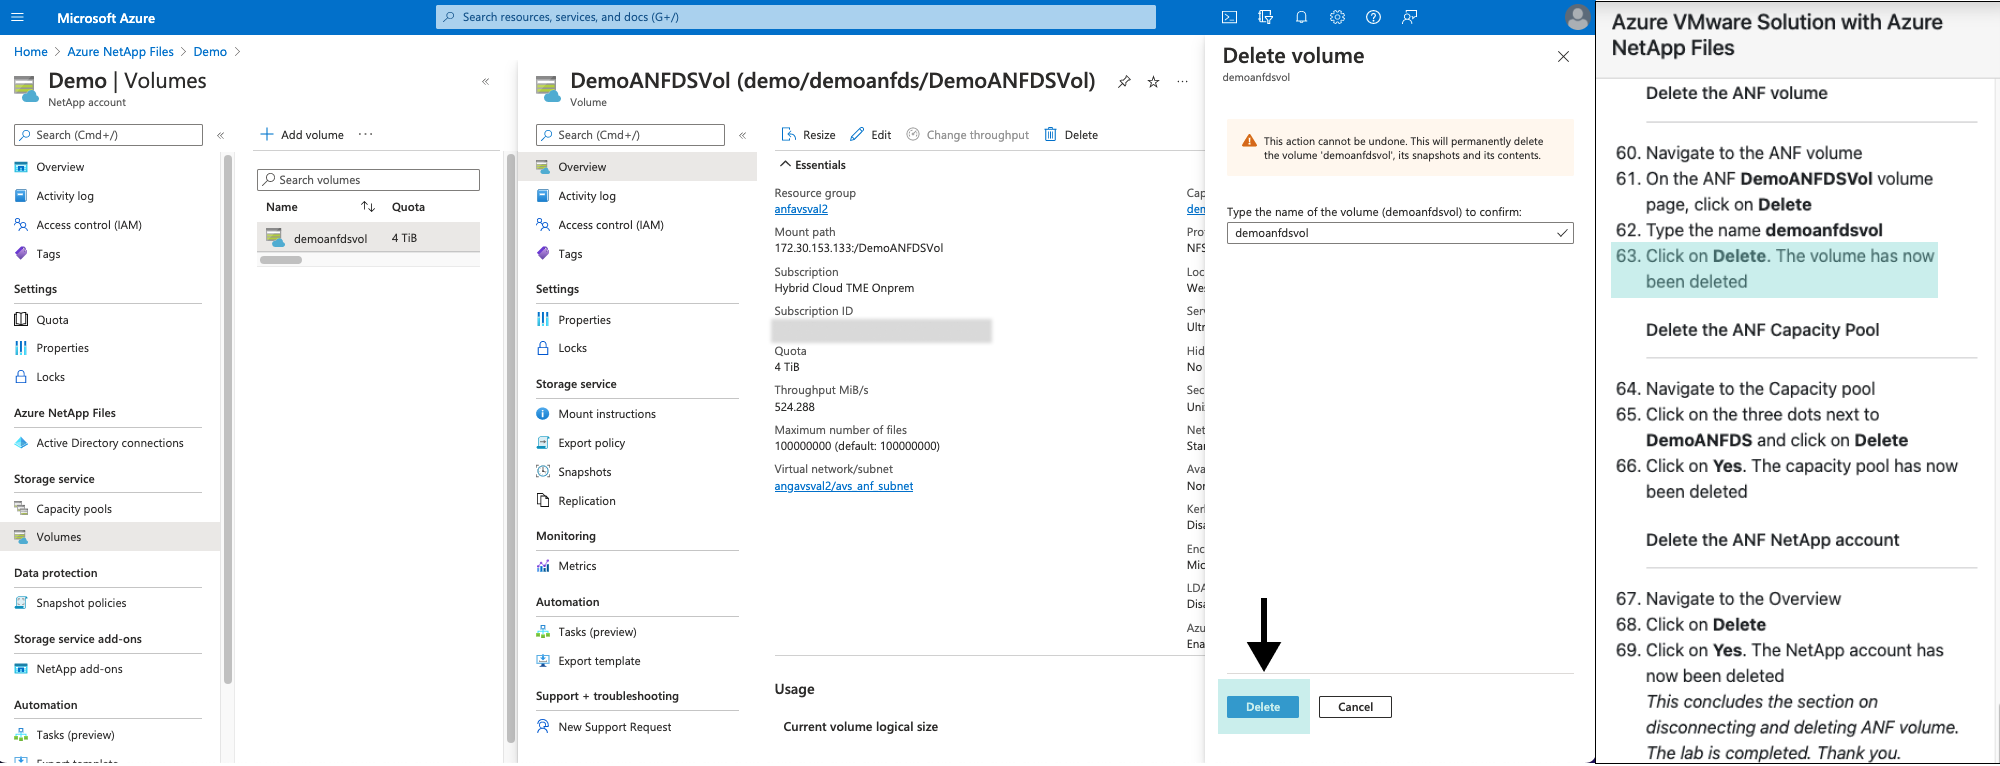 Microsoft Azure
Search resources, services, and docs (G+/)
Home > Azure NetApp Files > Demo >
Demo | Volumes
NetApp account
Search (Cmd+/)
Overview
Activity log
Access control (IAM)
Tags
Settings
Quota
Properties
Locks
Azure NetApp Files
Active Directory connections
Storage service
Capacity pools
Volumes
Data protection
Snapshot policies
Storage service add-ons
NetApp add-ons
Automation
Tasks (preview)
Export template
Add volume
Search volumes
Name Quota
demoanfdsvol 4 TiB
DemoANFDSVol (demo/demoanfds/DemoANFDSVol)
Volume
Search (Cmd+/)
Overview
Activity log
Access control (IAM)
Tags
Settings
Properties
Locks
Storage service
Mount instructions
Export policy
Snapshots
Replication
Monitoring
Metrics
Automation
Tasks (preview)
Export template
Support + troubleshooting
New Support Request
Resize Edit Change throughput Delete
Essentials
Resource group
anfavsval2
Mount path
172.30.153.133:/DemoANFDSVol
Subscription
Hybrid Cloud TME Onprem
Subscription ID
Quota
4 TiB
Throughput MiB/s
524.288
Maximum number of files
100000000 (default: 100000000)
Virtual network/subnet
angavsval2/avs_anf_subnet
Cap
den
Pro
NFS
Loc
Wes
Ser
Ultr
Hid
No
Sec
Uni
Net
Star
Ava
Nor
Ker
Disa
Enc
Mic
LDA
Disa
Azu
Ena
Usage
Current volume logical size
Delete volume
demoanfdsvol
This action cannot be undone. This will permanently delete
the volume 'demoanfdsvol', its snapshots and its contents.
Type the name of the volume (demoanfdsvol) to confirm:
demoanfdsvol
Delete Cancel
Azure VMware Solution with Azure
NetApp Files
Delete the ANF volume
60. Navigate to the ANF volume
61. On the ANF DemoANFDSVol volume
page, click on Delete
62. Type the name demoanfdsvol
63. Click on Delete. The volume has now
been deleted
Delete the ANF Capacity Pool
64. Navigate to the Capacity pool
65. Click on the three dots next to
DemoANFDS and click on Delete
66. Click on Yes. The capacity pool has now
been deleted
Delete the ANF NetApp account
67. Navigate to the Overview
68. Click on Delete
69. Click on Yes. The NetApp account has
now been deleted
This concludes the section on
disconnecting and deleting ANF volume.
The lab is completed. Thank you.